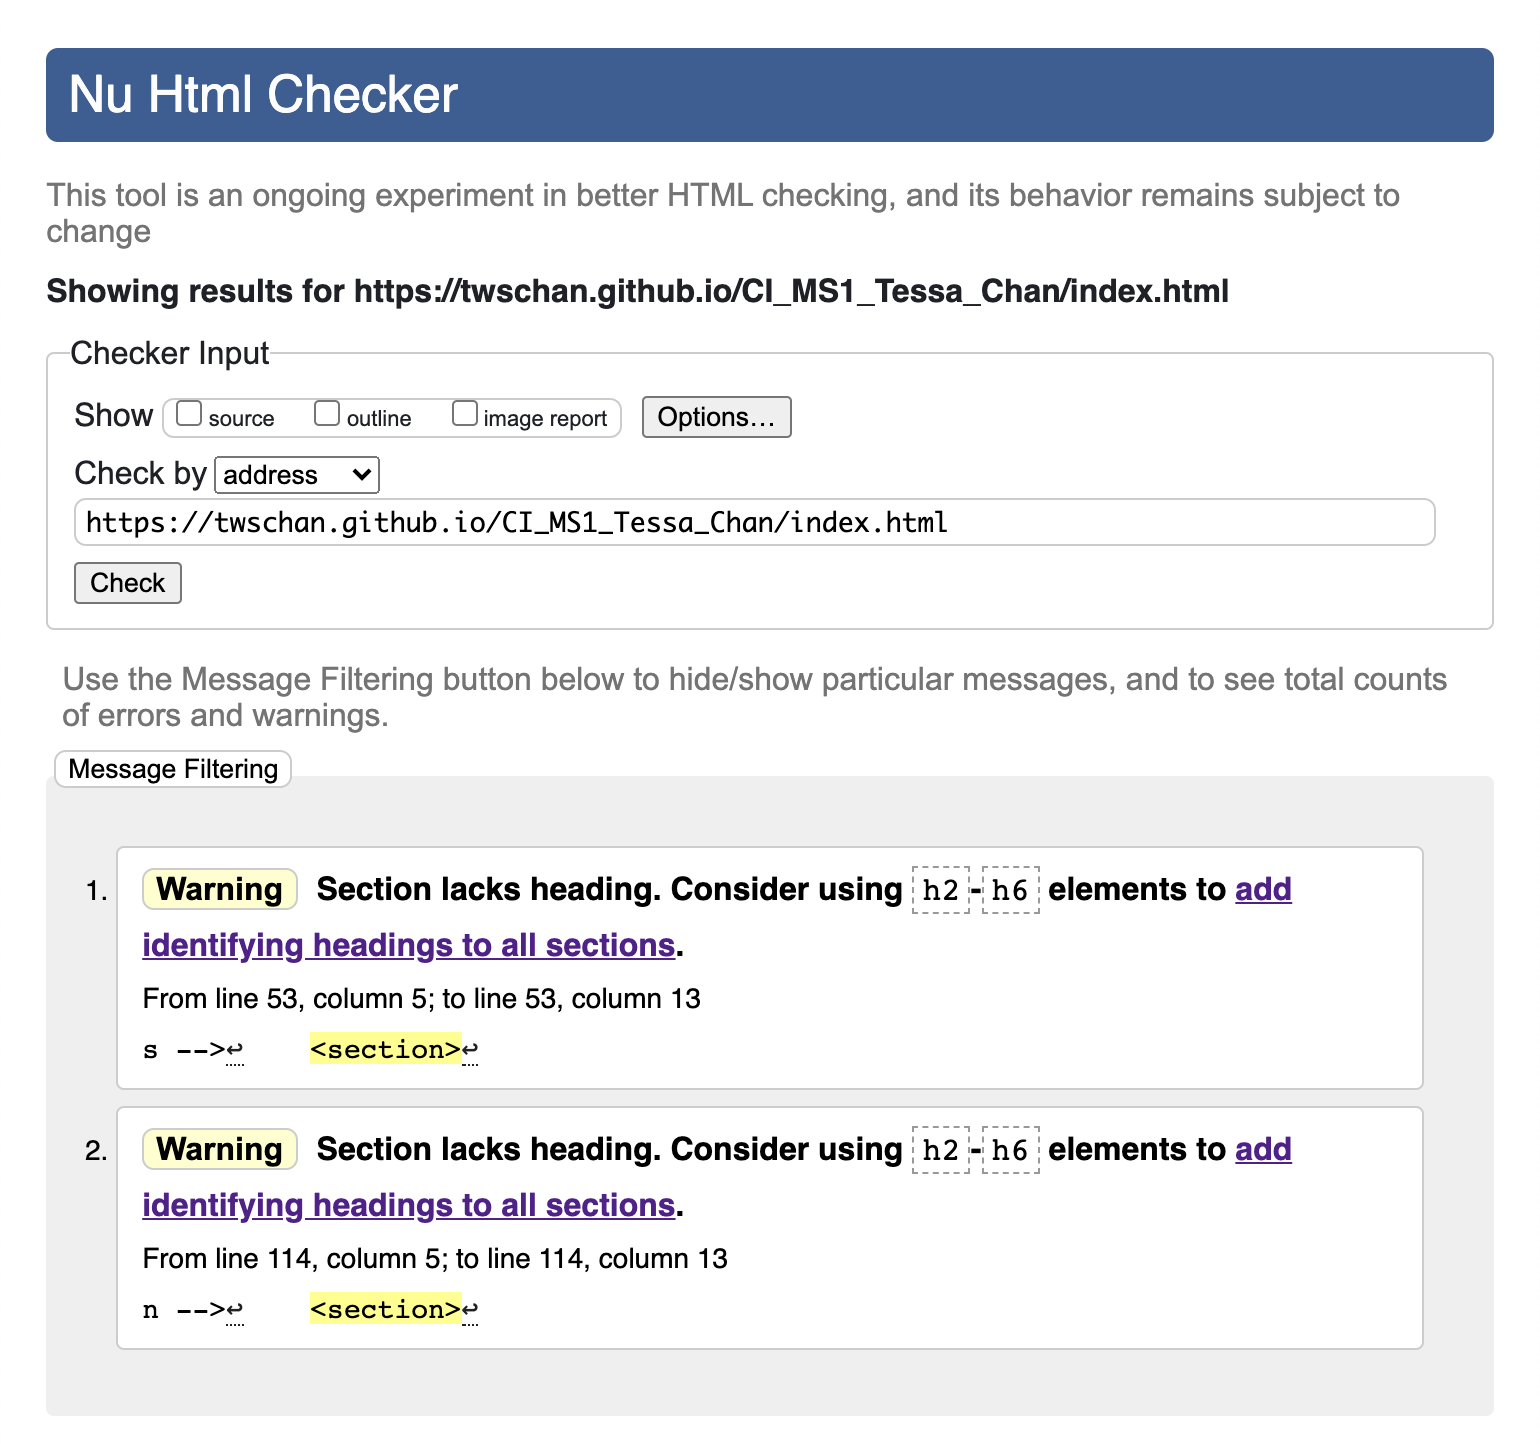 Nu Html Checker
This tool is an ongoing experiment in better HTML checking, and its behavior remains subject to
change
Showing results for https://twschan.github.io/CI_MS1_Tessa_Chan/index.html
Checker Input
Show source outline image report Options…
Check by address
https://twschan.github.io/CI_MS1_Tessa_Chan/index.html
Check
Use the Message Filtering button below to hide/show particular messages, and to see total counts
of errors and warnings.
Message Filtering
1. Warning Section lacks heading. Consider using h2-h6 elements to add
identifying headings to all sections.
From line 53, column 5; to line 53, column 13
s -->↩ <section>↩
2. Warning Section lacks heading. Consider using h2-h6 elements to add
identifying headings to all sections.
From line 114, column 5; to line 114, column 13
n -->↩ <section>↩